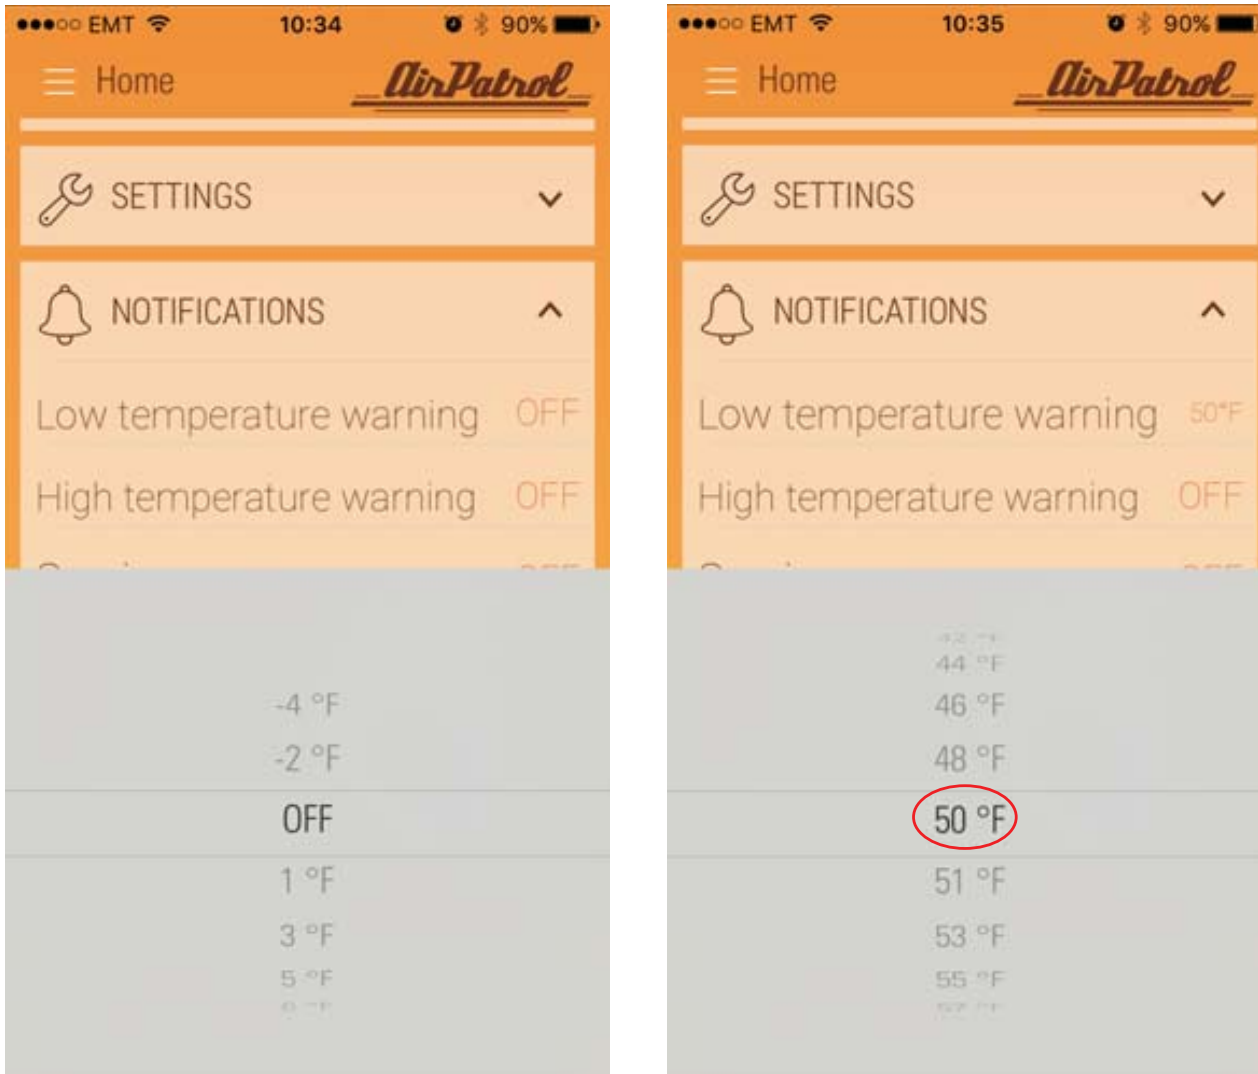 EMT 10:34 90%
Home AirPatrol
SETTINGS
NOTIFICATIONS
Low temperature warning OFF
High temperature warning OFF
-4 °F
-2 °F
OFF
1 °F
3 °F
5 °F
EMT 10:35 90%
Home AirPatrol
SETTINGS
NOTIFICATIONS
Low temperature warning 50°F
High temperature warning OFF
44 °F
46 °F
48 °F
50 °F
51 °F
53 °F
55 °F